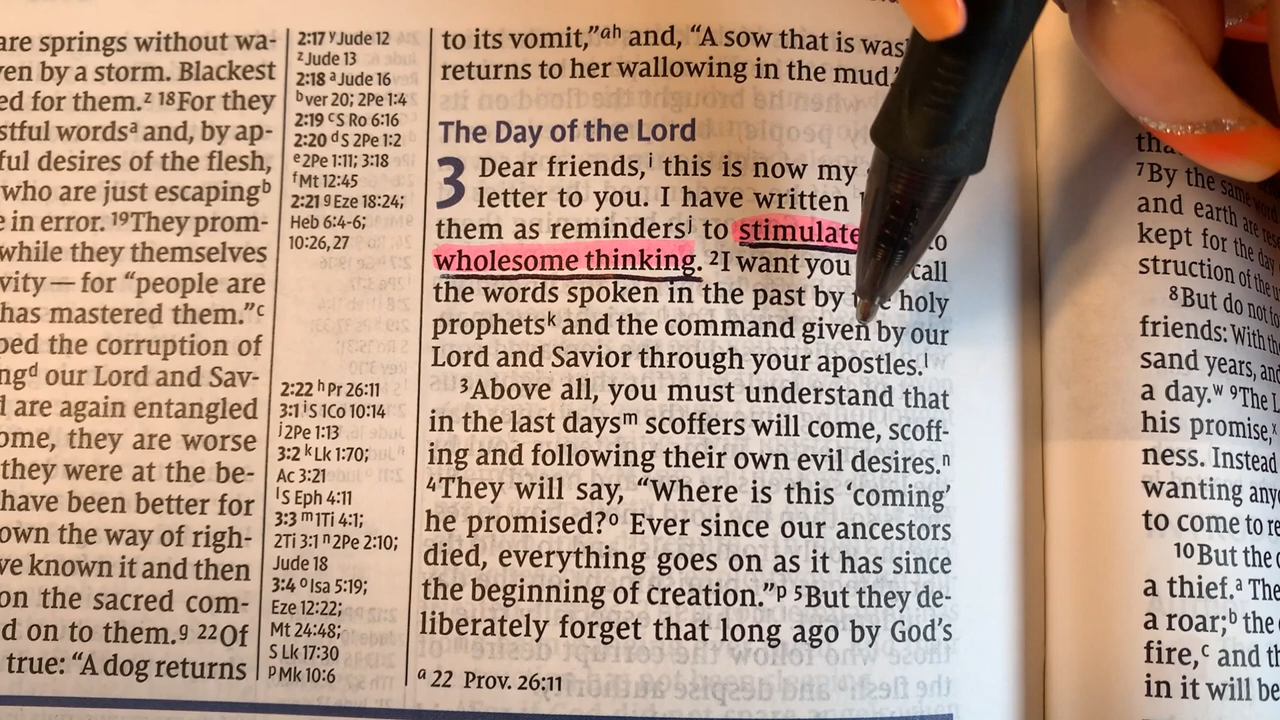 are springs without wa-
ven by a storm. Blackest
ed for them.ᶻ ¹⁸For they
stful wordsᵃ and, by ap-
ful desires of the flesh,
who are just escapingᵇ
e in error. ¹⁹They prom-
while they themselves
vity — for “people are
has mastered them.”ᶜ
ped the corruption of
ngᵈ our Lord and Sav-
d are again entangled
ome, they are worse
they were at the be-
have been better for
own the way of righ-
ve known it and then
on the sacred com-
d on to them.ᵍ ²²Of
true: “A dog returns
2:17 ʸ Jude 12
ᶻ Jude 13
2:18 ᵃ Jude 16
ᵇ ver 20; 2Pe 1:4
2:19 ᶜ S Ro 6:16
2:20 ᵈ S 2Pe 1:2
ᵉ 2Pe 1:11; 3:18
ᶠ Mt 12:45
2:21 ᵍ Eze 18:24;
Heb 6:4-6;
10:26, 27
2:22 ʰ Pr 26:11
3:1 ⁱ S 1Co 10:14
ʲ 2Pe 1:13
3:2 ᵏ Lk 1:70;
Ac 3:21
ˡ S Eph 4:11
3:3 ᵐ 1Ti 4:1;
2Ti 3:1 ⁿ 2Pe 2:10;
Jude 18
3:4 ᵒ Isa 5:19;
Eze 12:22;
Mt 24:48;
S Lk 17:30
ᵖ Mk 10:6
to its vomit,”ᵃʰ and, “A sow that is
returns to her wallowing in the mud
The Day of the Lord
3 Dear friends,ⁱ this is now my
letter to you. I have written
them as remindersʲ to stimulate to
wholesome thinking. ²I want you
the words spoken in the past by the holy
prophetsᵏ and the command given by our
Lord and Savior through your apostles.ˡ
³Above all, you must understand that
in the last daysᵐ scoffers will come, scoff-
ing and following their own evil desires.ⁿ
⁴They will say, “Where is this ‘coming’
he promised?ᵒ Ever since our ancestors
died, everything goes on as it has since
the beginning of creation.”ᵖ ⁵But they de-
liberately forget that long ago by God’s
ᵃ 22 Prov. 26:11
⁷By the same
and earth are
kept for the day
struction of the
⁸But do not
friends: With
sand years, and
a day.ʷ ⁹The
his promise,ˣ
ness. Instead
wanting
to come to
¹⁰But the
a thief.ᵃ The
a roar;ᵇ the
fire,ᶜ and
in it will be